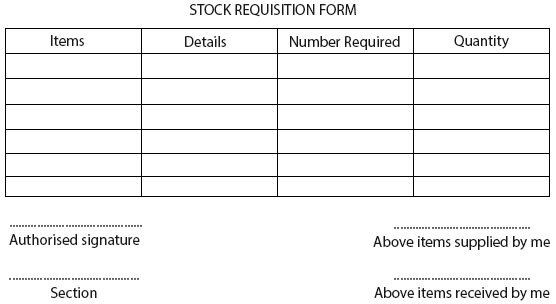 STOCK REQUISITION FORM
Items Details Number Required Quantity
Authorised signature Above items supplied by me
Section Above items received by me